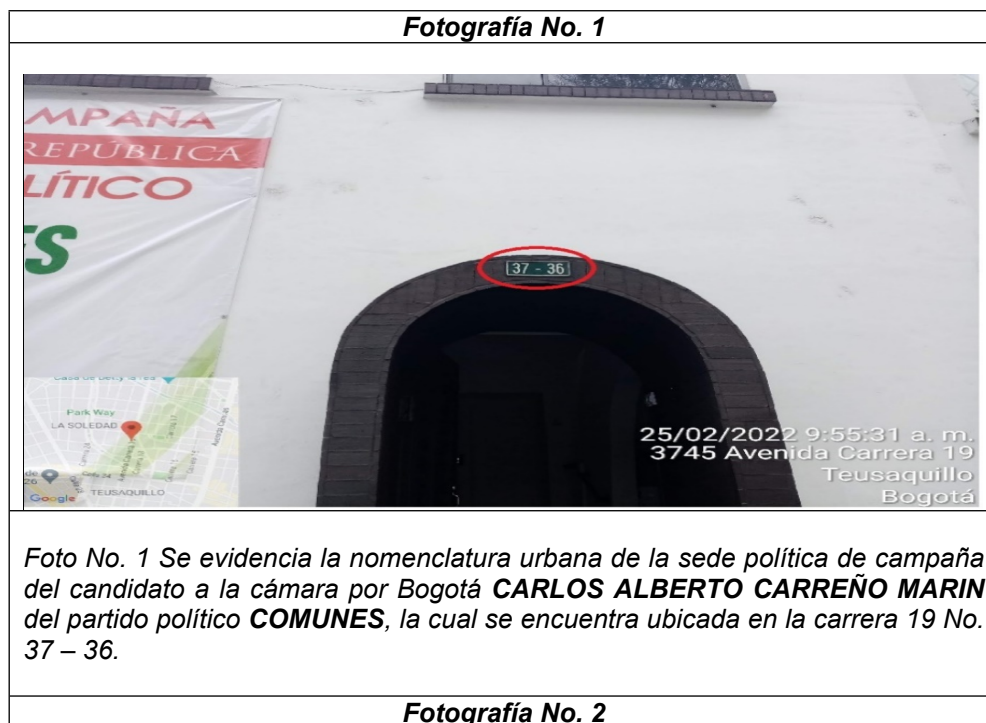 Fotografía No. 1
MPAÑA
REPÚBLICA
LÍTICO
ES
37 - 36
Park Way
LA SOLEDAD
TEUSAQUILLO
Google
25/02/2022 9:55:31 a. m.
3745 Avenida Carrera 19
Teusaquillo
Bogotá
Foto No. 1 Se evidencia la nomenclatura urbana de la sede política de campaña
del candidato a la cámara por Bogotá CARLOS ALBERTO CARREÑO MARIN
del partido político COMUNES, la cual se encuentra ubicada en la carrera 19 No.
37 – 36.
Fotografía No. 2